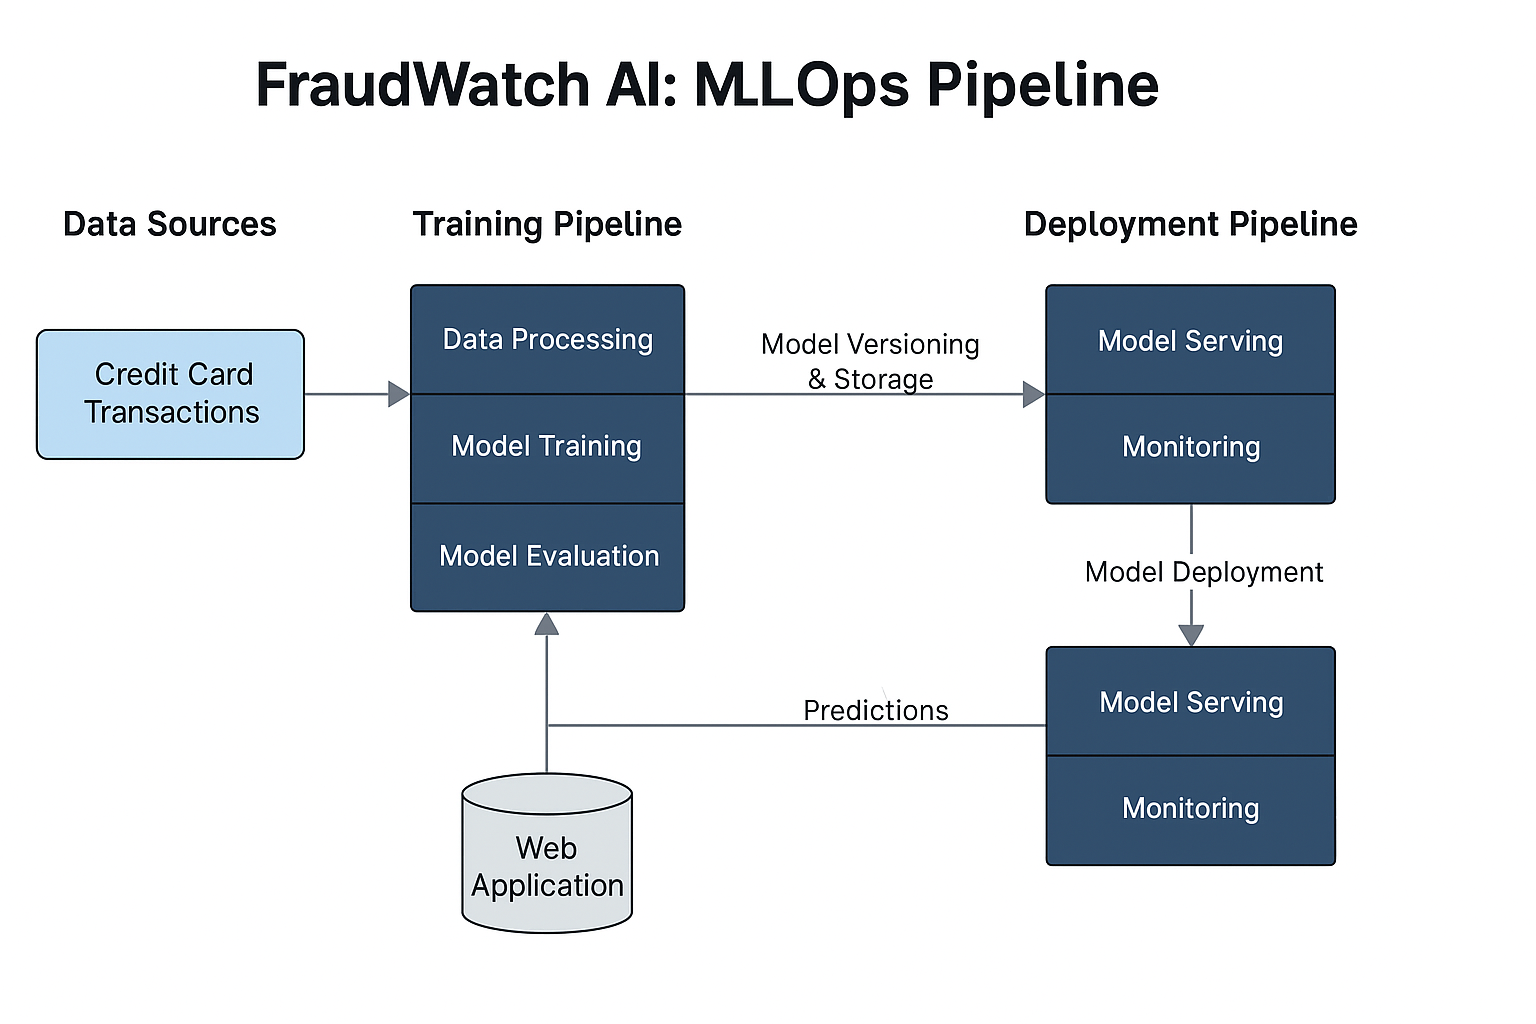 FraudWatch AI: MLLOps Pipeline
Data Sources
Training Pipeline
Deployment Pipeline
Credit Card
Transactions
Data Processing
Model Training
Model Evaluation
Model Versioning
& Storage
Model Serving
Monitoring
Model Deployment
Model Serving
Monitoring
Predictions
Web
Application